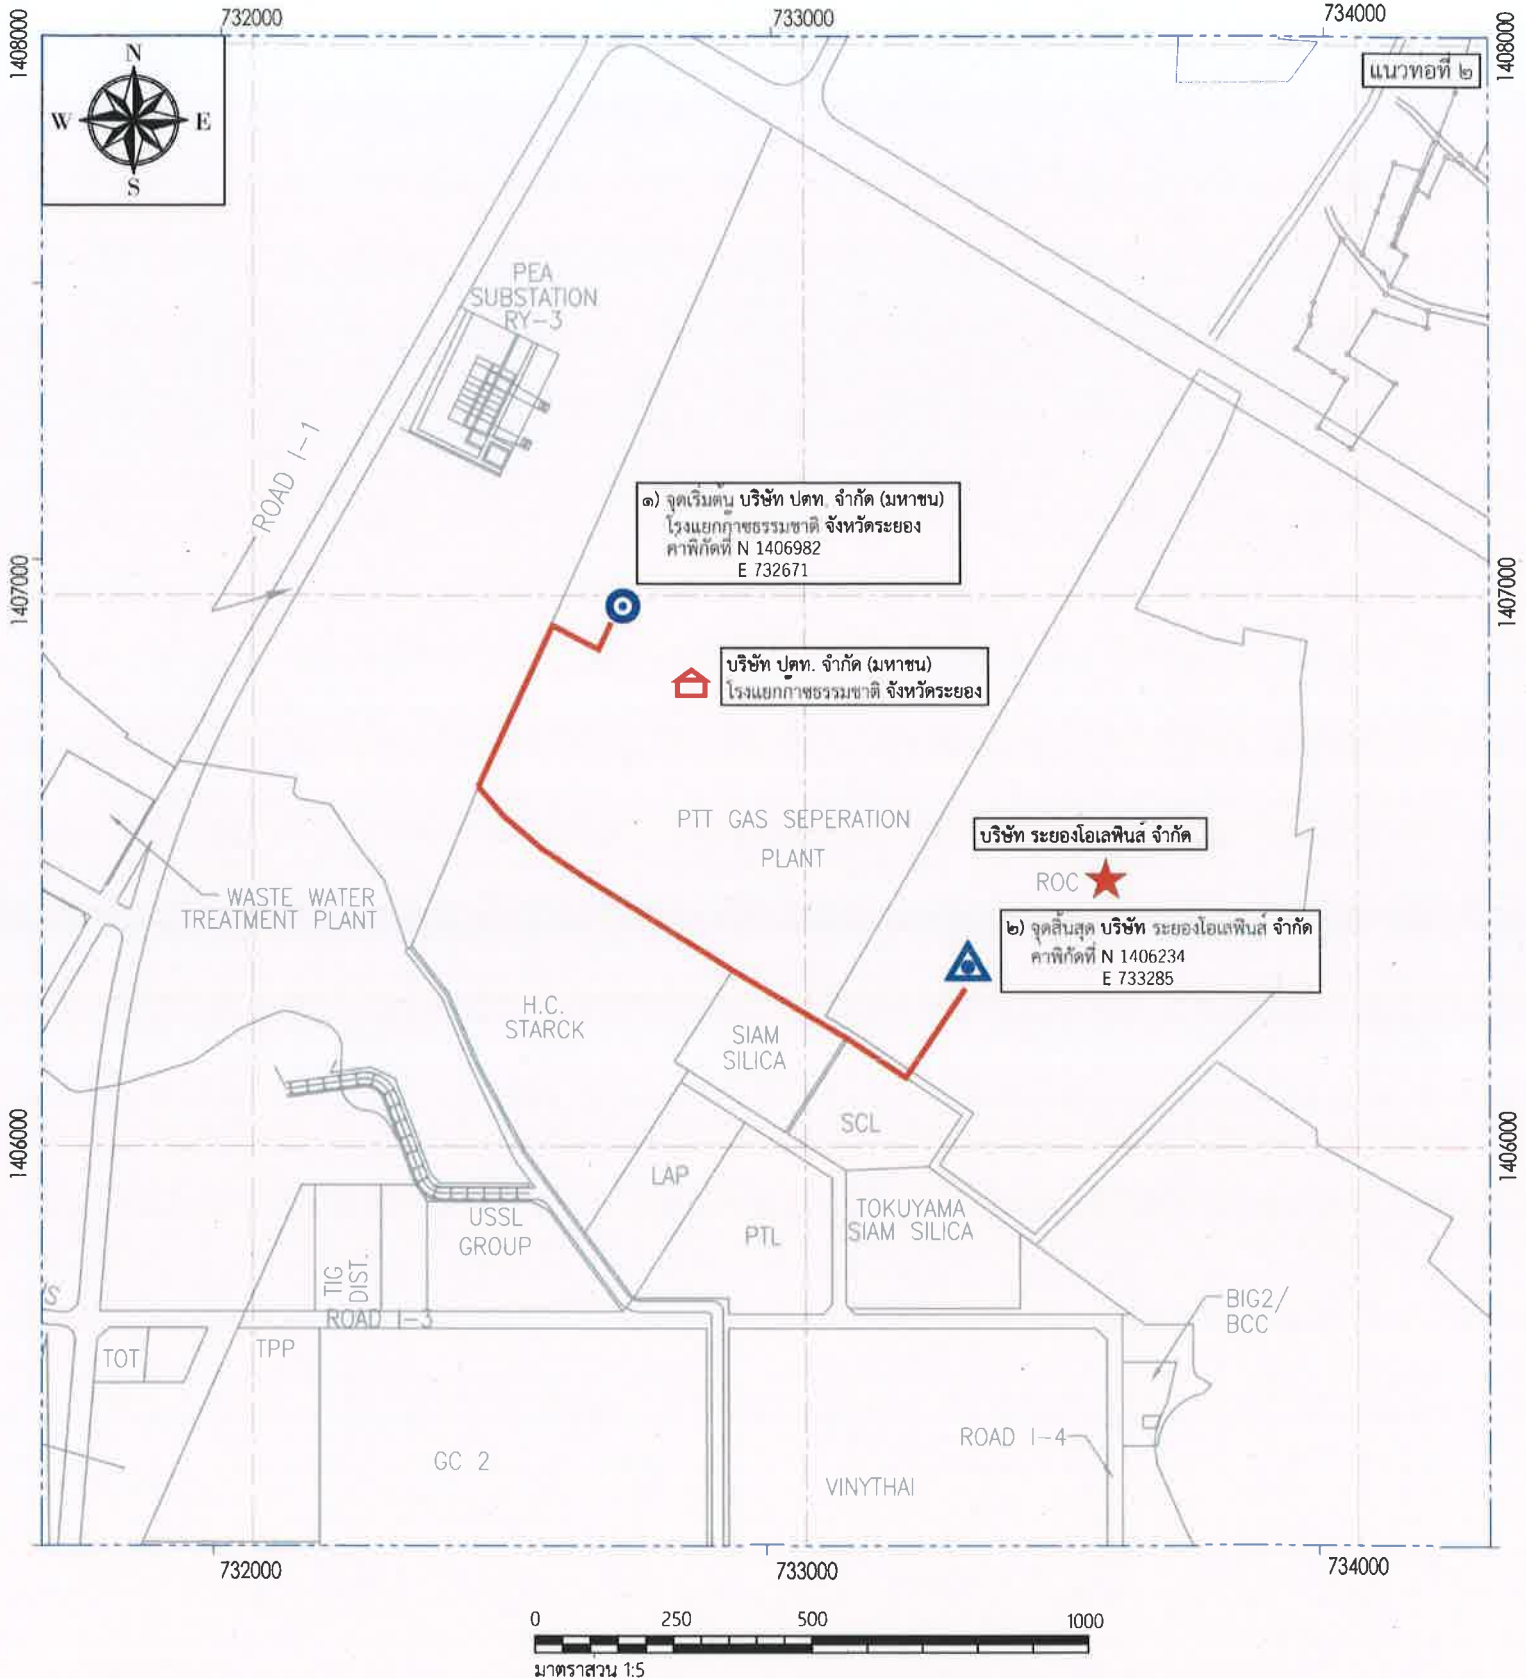 732000
733000
734000
1408000
1408000
แนวท่อที่ ๒
N
W
E
S
PEA
SUBSTATION
RY-3
ROAD I-1
๑) จุดเริ่มต้น บริษัท ปตท. จำกัด (มหาชน)
โรงแยกก๊าซธรรมชาติ จังหวัดระยอง
ค่าพิกัดที่ N 1406982
E 732671
1407000
1407000
บริษัท ปตท. จำกัด (มหาชน)
โรงแยกก๊าซธรรมชาติ จังหวัดระยอง
PTT GAS SEPERATION
PLANT
บริษัท ระยองโอเลฟินส์ จำกัด
ROC
WASTE WATER
TREATMENT PLANT
๒) จุดสิ้นสุด บริษัท ระยองโอเลฟินส์ จำกัด
ค่าพิกัดที่ N 1406234
E 733285
H.C.
STARCK
SIAM
SILICA
SCL
1406000
1406000
LAP
TOKUYAMA
SIAM SILICA
USSL
GROUP
PTL
TIG
DIST.
BIG2/
BCC
ROAD I-3
TOT
TPP
ROAD I-4
GC 2
VINYTHAI
732000
733000
734000
0 250 500 1000
มาตราส่วน 1:5